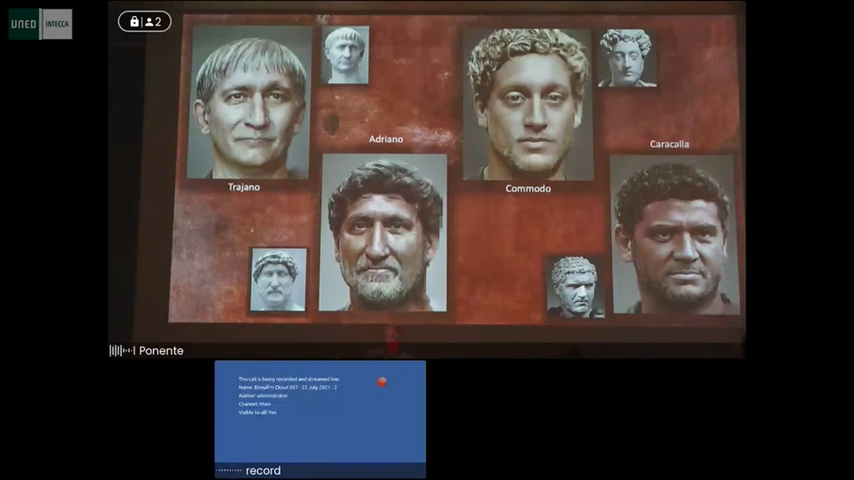 UNED
INTECCA
2
Adriano
Caracalla
Trajano
Commodo
Ponente
This call is being recorded and streamed live.
Author: administrator
Channel: Main
Visible to all: Yes
record